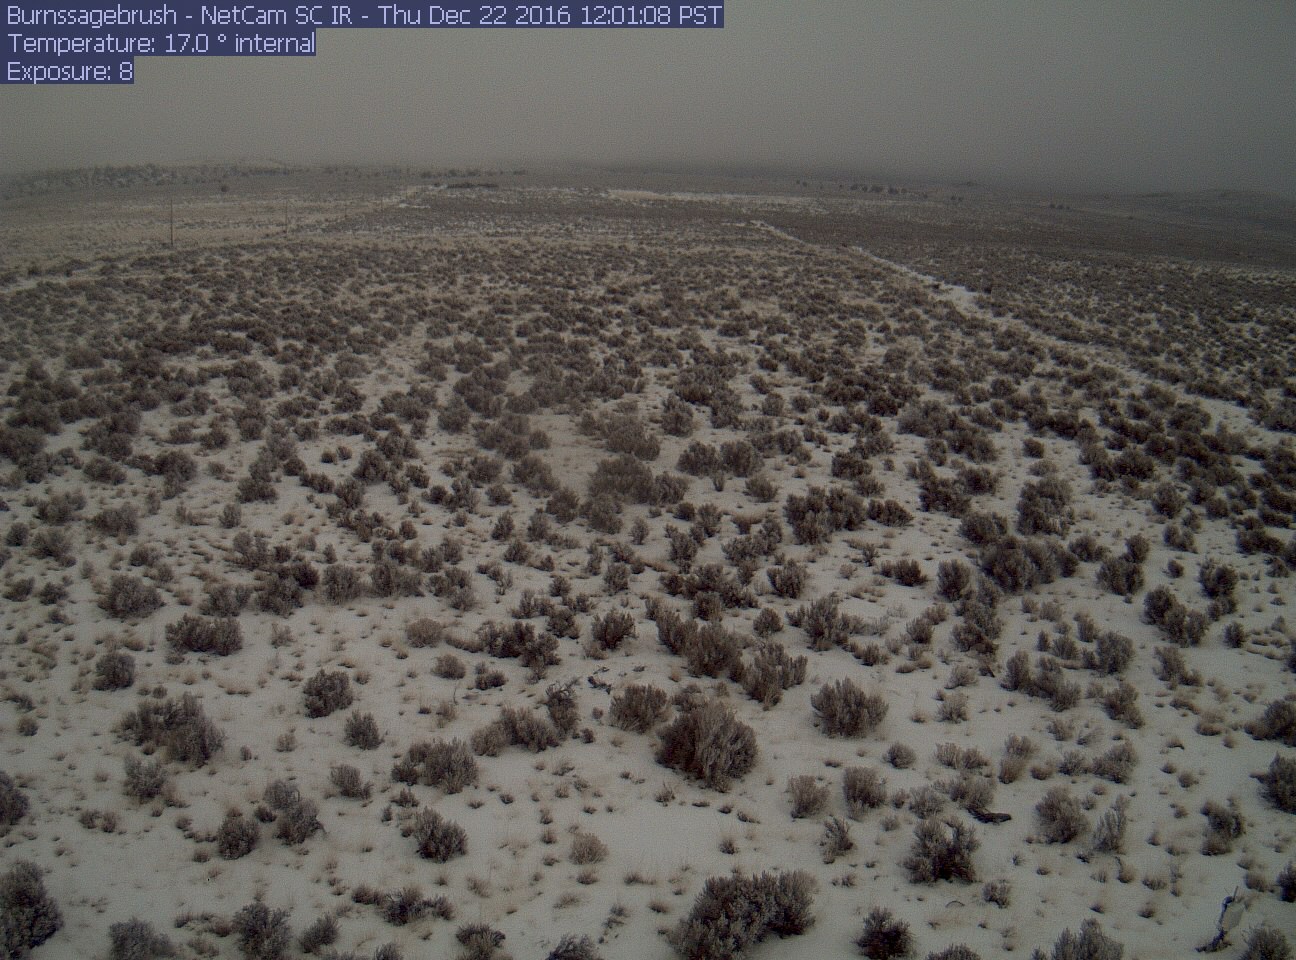 Burnssagebrush - NetCam SC IR - Thu Dec 22 2016 12:01:08 PST
Temperature: 17.0 ° internal
Exposure: 8